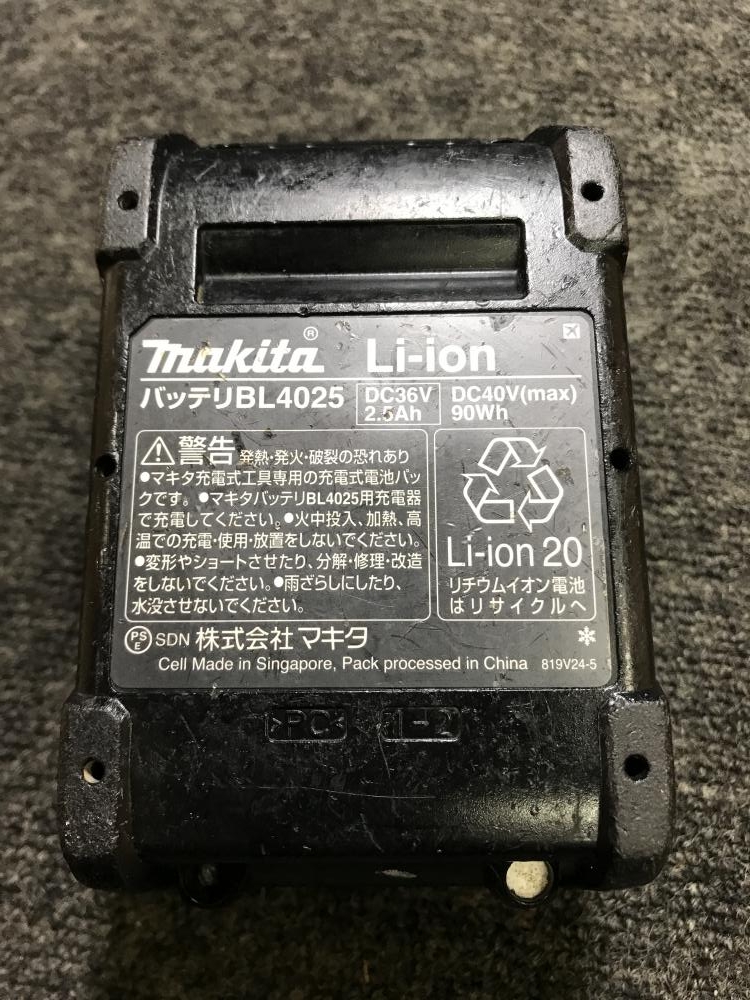 makita® Li-ion
バッテリBL4025 DC36V 2.5Ah DC40V(max) 90Wh
⚠警告 発熱・発火・破裂の恐れあり
●マキタ充電式工具専用の充電式電池パッ
クです。●マキタバッテリBL4025用充電器
で充電してください。●火中投入、加熱、高
温での充電・使用・放置をしないでください。
●変形やショートさせたり、分解・修理・改造
をしないでください。●雨ざらしにしたり、
水没させないでください。
Li-ion 20
リチウムイオン電池
はリサイクルへ
PSE SDN 株式会社マキタ
Cell Made in Singapore, Pack processed in China 819V24-5
>PC< 1-2